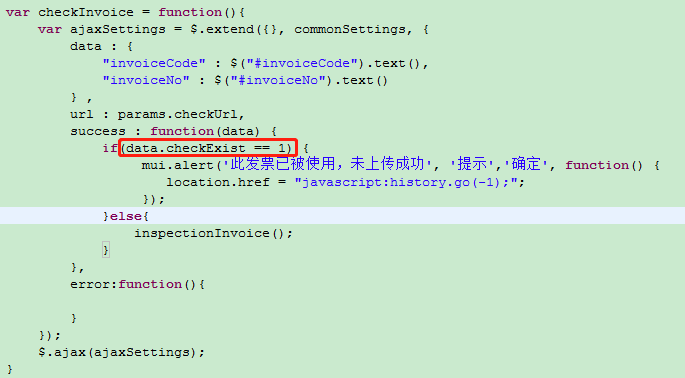 var checkInvoice = function(){
    var ajaxSettings = $.extend({}, commonSettings, {
        data : {
            "invoiceCode" : $("#invoiceCode").text(),
            "invoiceNo" : $("#invoiceNo").text()
        } ,
        url : params.checkUrl,
        success : function(data) {
            if(data.checkExist == 1) {
                mui.alert('此发票已被使用，未上传成功', '提示','确定', function() {
                    location.href = "javascript:history.go(-1);";
                });
            }else{
                inspectionInvoice();
            }
        },
        error:function(){
        }
    });
    $.ajax(ajaxSettings);
}